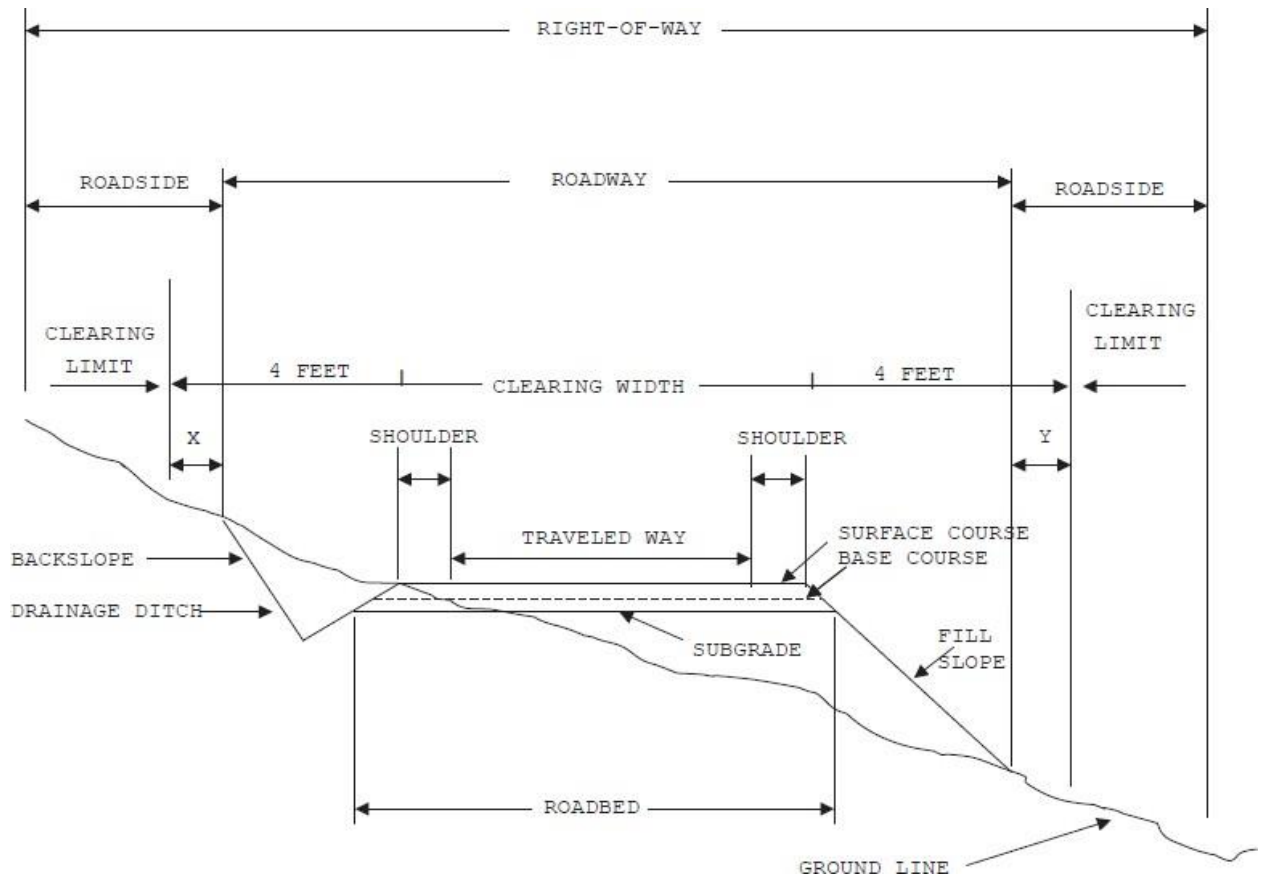 RIGHT-OF-WAY
ROADSIDE
ROADWAY
ROADSIDE
CLEARING
LIMIT
4 FEET
CLEARING WIDTH
4 FEET
CLEARING
LIMIT
X
SHOULDER
SHOULDER
Y
BACKSLOPE
TRAVELED WAY
SURFACE COURSE
BASE COURSE
DRAINAGE DITCH
SUBGRADE
FILL
SLOPE
ROADBED
GROUND LINE